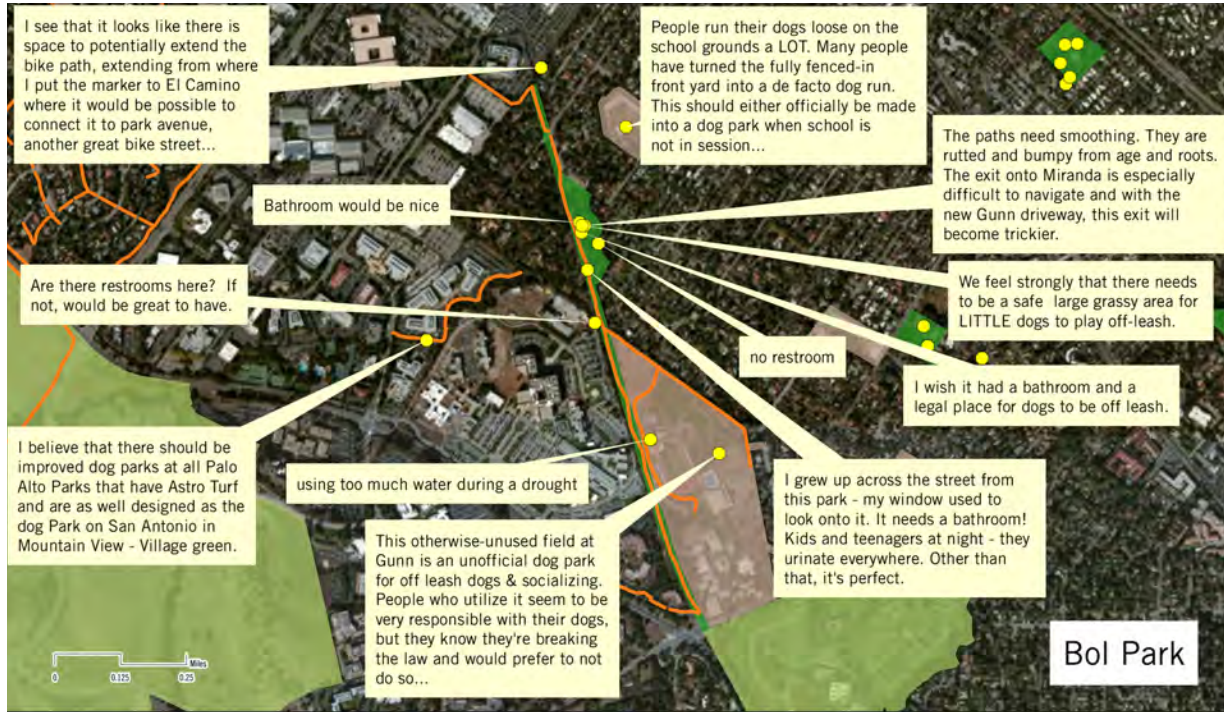 I see that it looks like there is
space to potentially extend the
bike path, extending from where
I put the marker to El Camino
where it would be possible to
connect it to park avenue,
another great bike street...
People run their dogs loose on the
school grounds a LOT. Many people
have turned the fully fenced-in
front yard into a de facto dog run.
This should either officially be made
into a dog park when school is
not in session...
The paths need smoothing. They are
rutted and bumpy from age and roots.
The exit onto Miranda is especially
difficult to navigate and with the
new Gunn driveway, this exit will
become trickier.
Bathroom would be nice
Are there restrooms here? If
not, would be great to have.
We feel strongly that there needs
to be a safe large grassy area for
LITTLE dogs to play off-leash.
no restroom
I wish it had a bathroom and a
legal place for dogs to be off leash.
I believe that there should be
improved dog parks at all Palo
Alto Parks that have Astro Turf
and are as well designed as the
dog Park on San Antonio in
Mountain View - Village green.
using too much water during a drought
I grew up across the street from
this park - my window used to
look onto it. It needs a bathroom!
Kids and teenagers at night - they
urinate everywhere. Other than
that, it's perfect.
This otherwise-unused field at
Gunn is an unofficial dog park
for off leash dogs & socializing.
People who utilize it seem to be
very responsible with their dogs,
but they know they're breaking
the law and would prefer to not
do so...
Miles
0 0.125 0.25
Bol Park